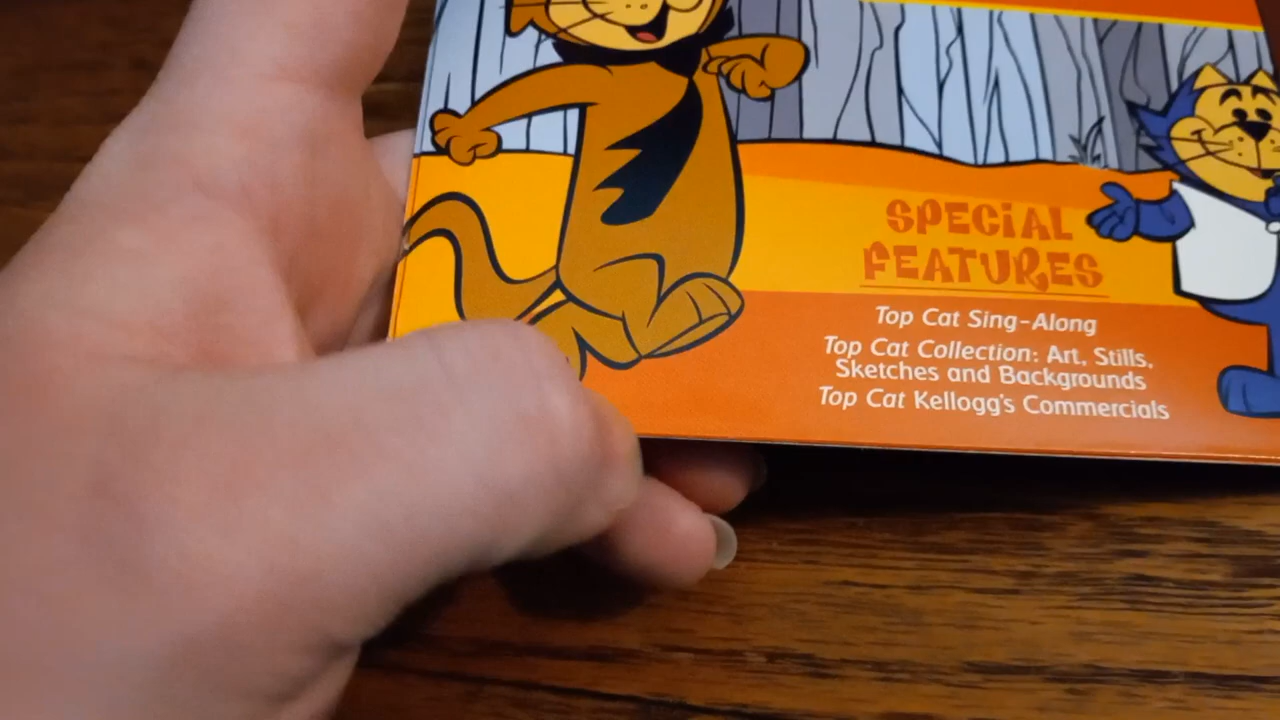 SPECiAL
FEATURES
Top Cat Sing-Along
Top Cat Collection: Art, Stills,
Sketches and Backgrounds
Top Cat Kellogg's Commercials